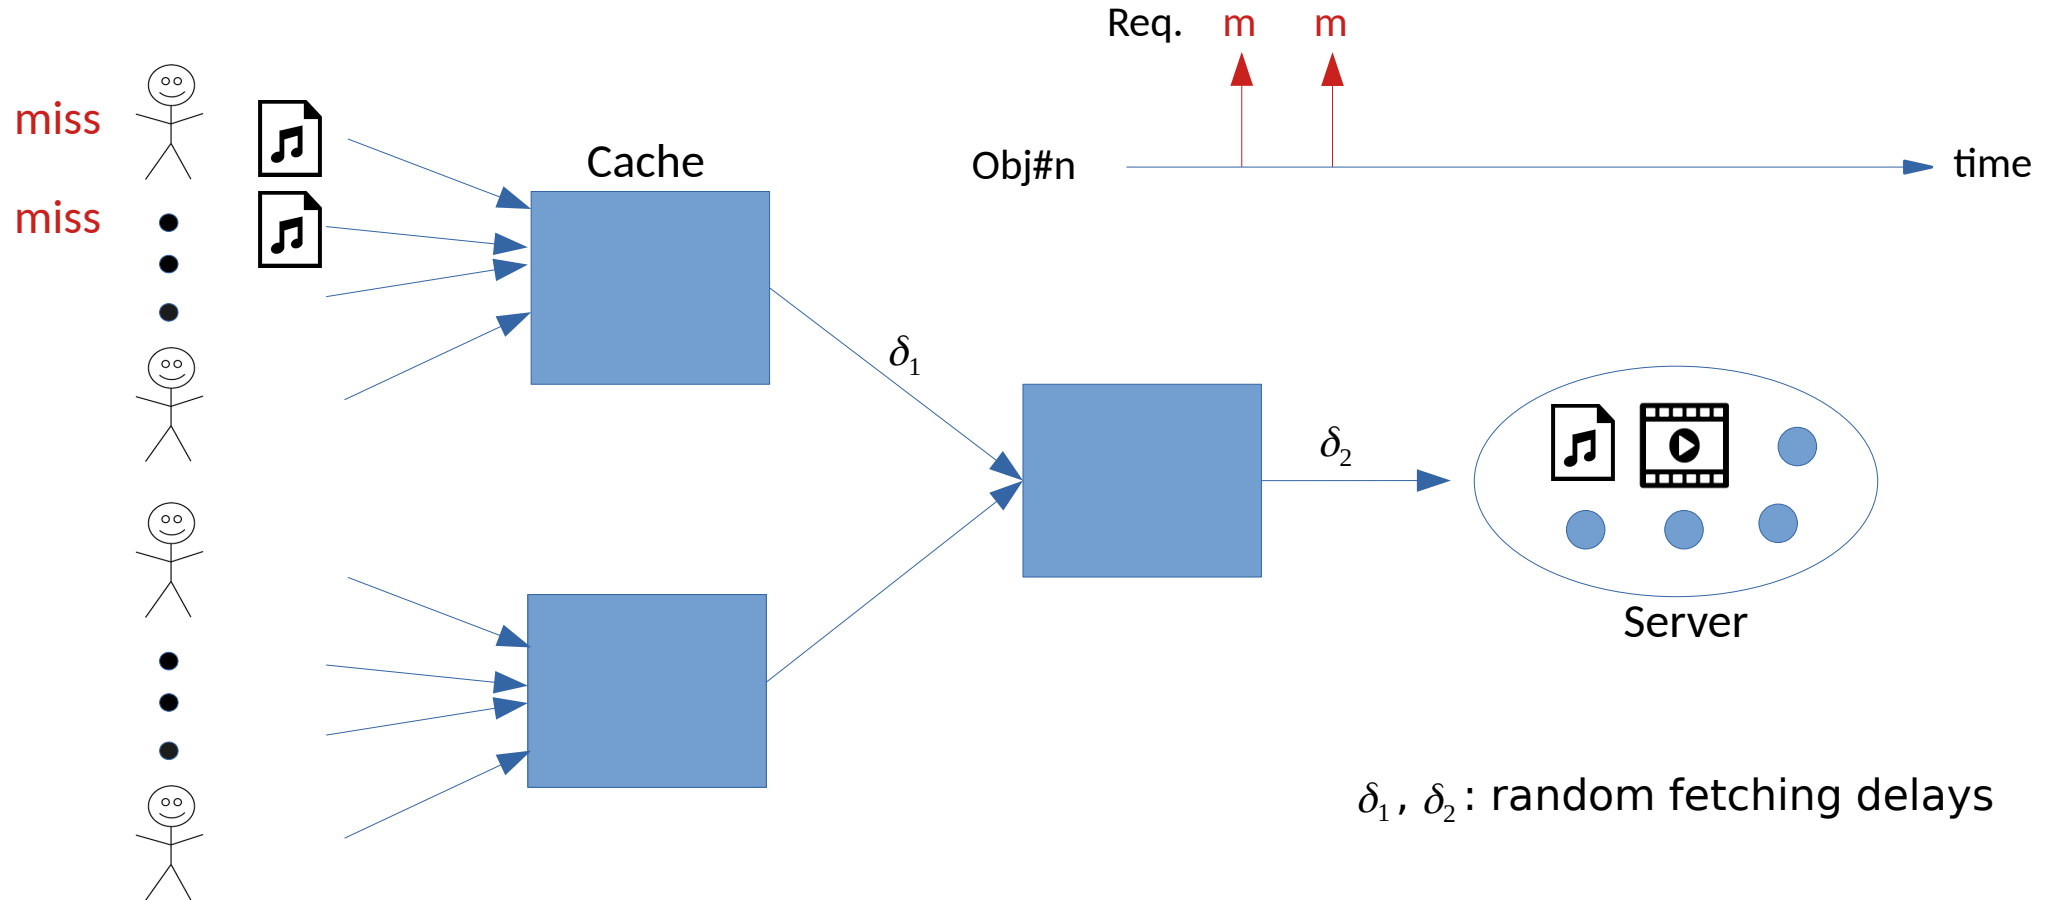 Req. m m
miss
Cache
Obj#n
time
miss
δ1
δ2
Server
δ1, δ2: random fetching delays